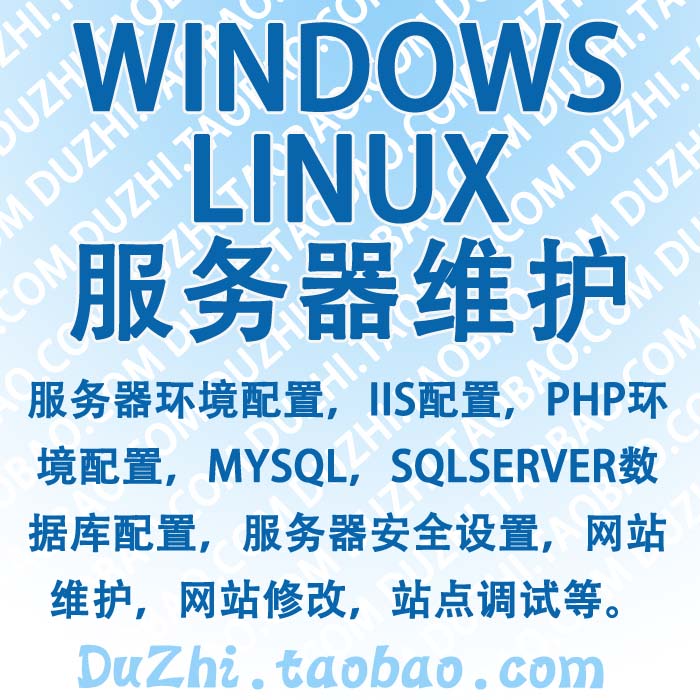 WINDOWS
LINUX
服务器维护
服务器环境配置，IIS配置，PHP环
境配置，MYSQL，SQLSERVER数
据库配置，服务器安全设置，网站
维护，网站修改，站点调试等。
DuZhi.taobao.com